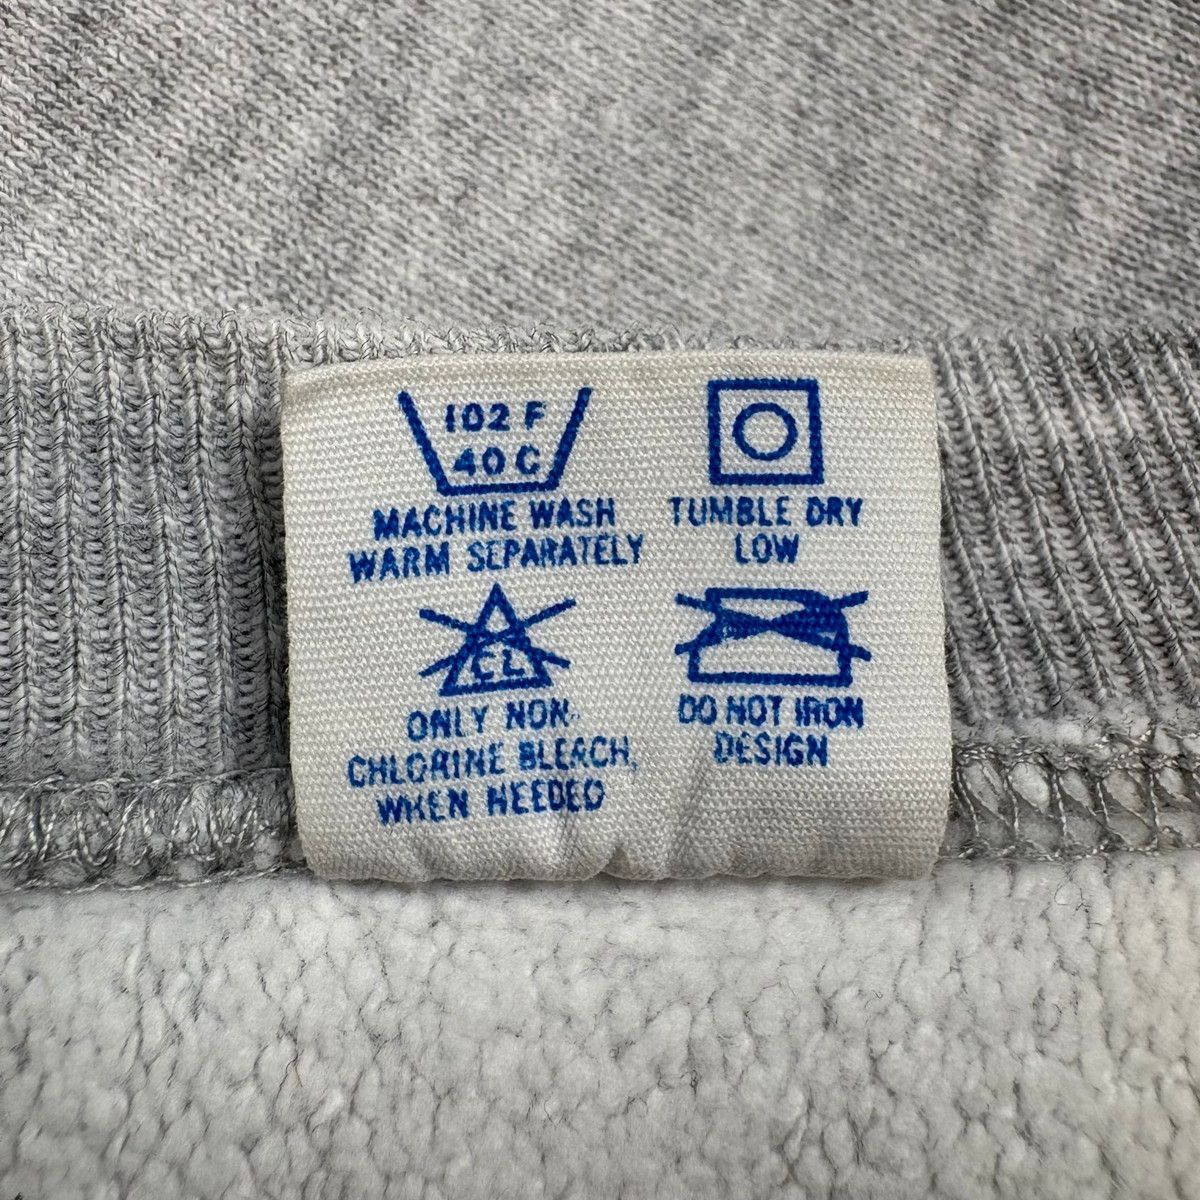 102 F
40 C
MACHINE WASH
WARM SEPARATELY
TUMBLE DRY
LOW
CL
ONLY NON-
CHLORINE BLEACH,
WHEN NEEDED
DO NOT IRON
DESIGN